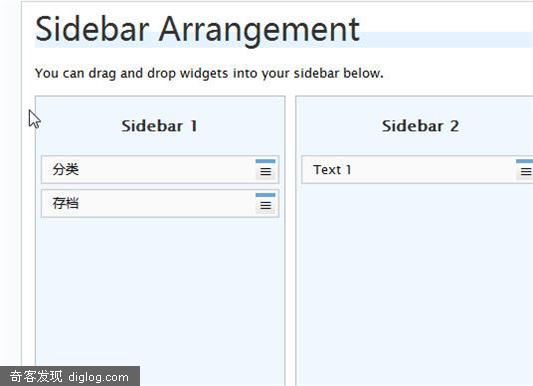 Sidebar Arrangement
You can drag and drop widgets into your sidebar below.
Sidebar 1
分类
存档
Sidebar 2
Text 1
奇客发现 diglog.com